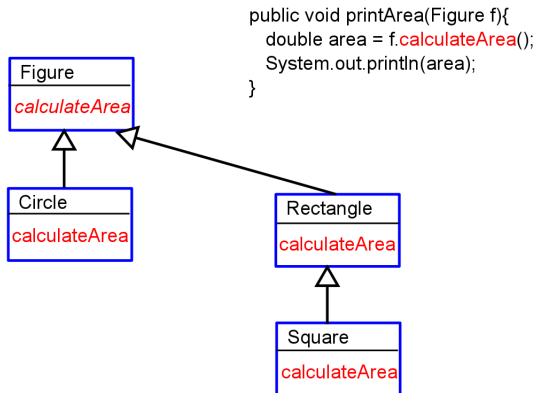 public void printArea(Figure f){
double area = f.calculateArea();
System.out.println(area);
}
Figure
calculateArea
Circle
calculateArea
Rectangle
calculateArea
Square
calculateArea